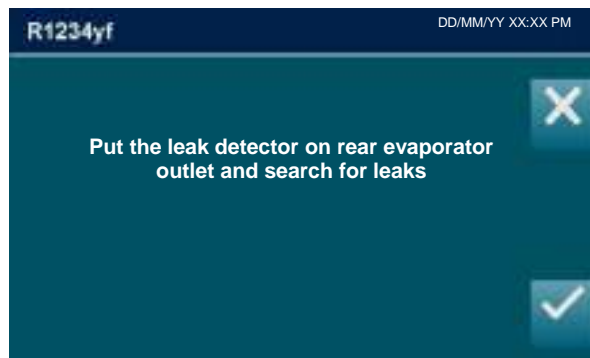 R1234yf
DD/MM/YY XX:XX PM
Put the leak detector on rear evaporator
outlet and search for leaks